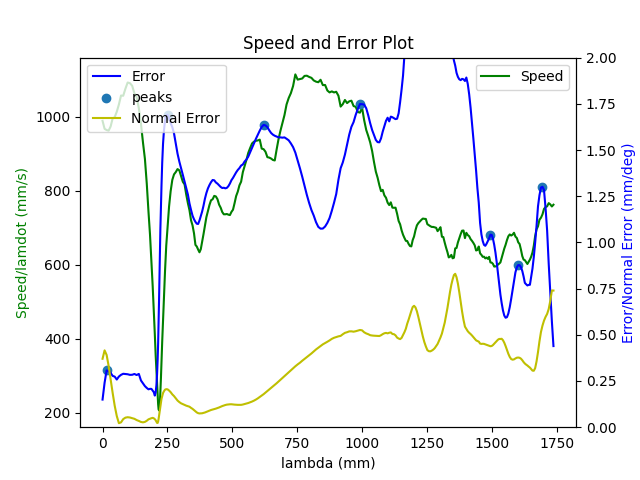 Speed and Error Plot
Error
peaks
Normal Error
Speed
1000
800
600
400
200
Speed/lamdot (mm/s)
2.00
1.75
1.50
1.25
1.00
0.75
0.50
0.25
0.00
Error/Normal Error (mm/deg)
0 250 500 750 1000 1250 1500 1750
lambda (mm)